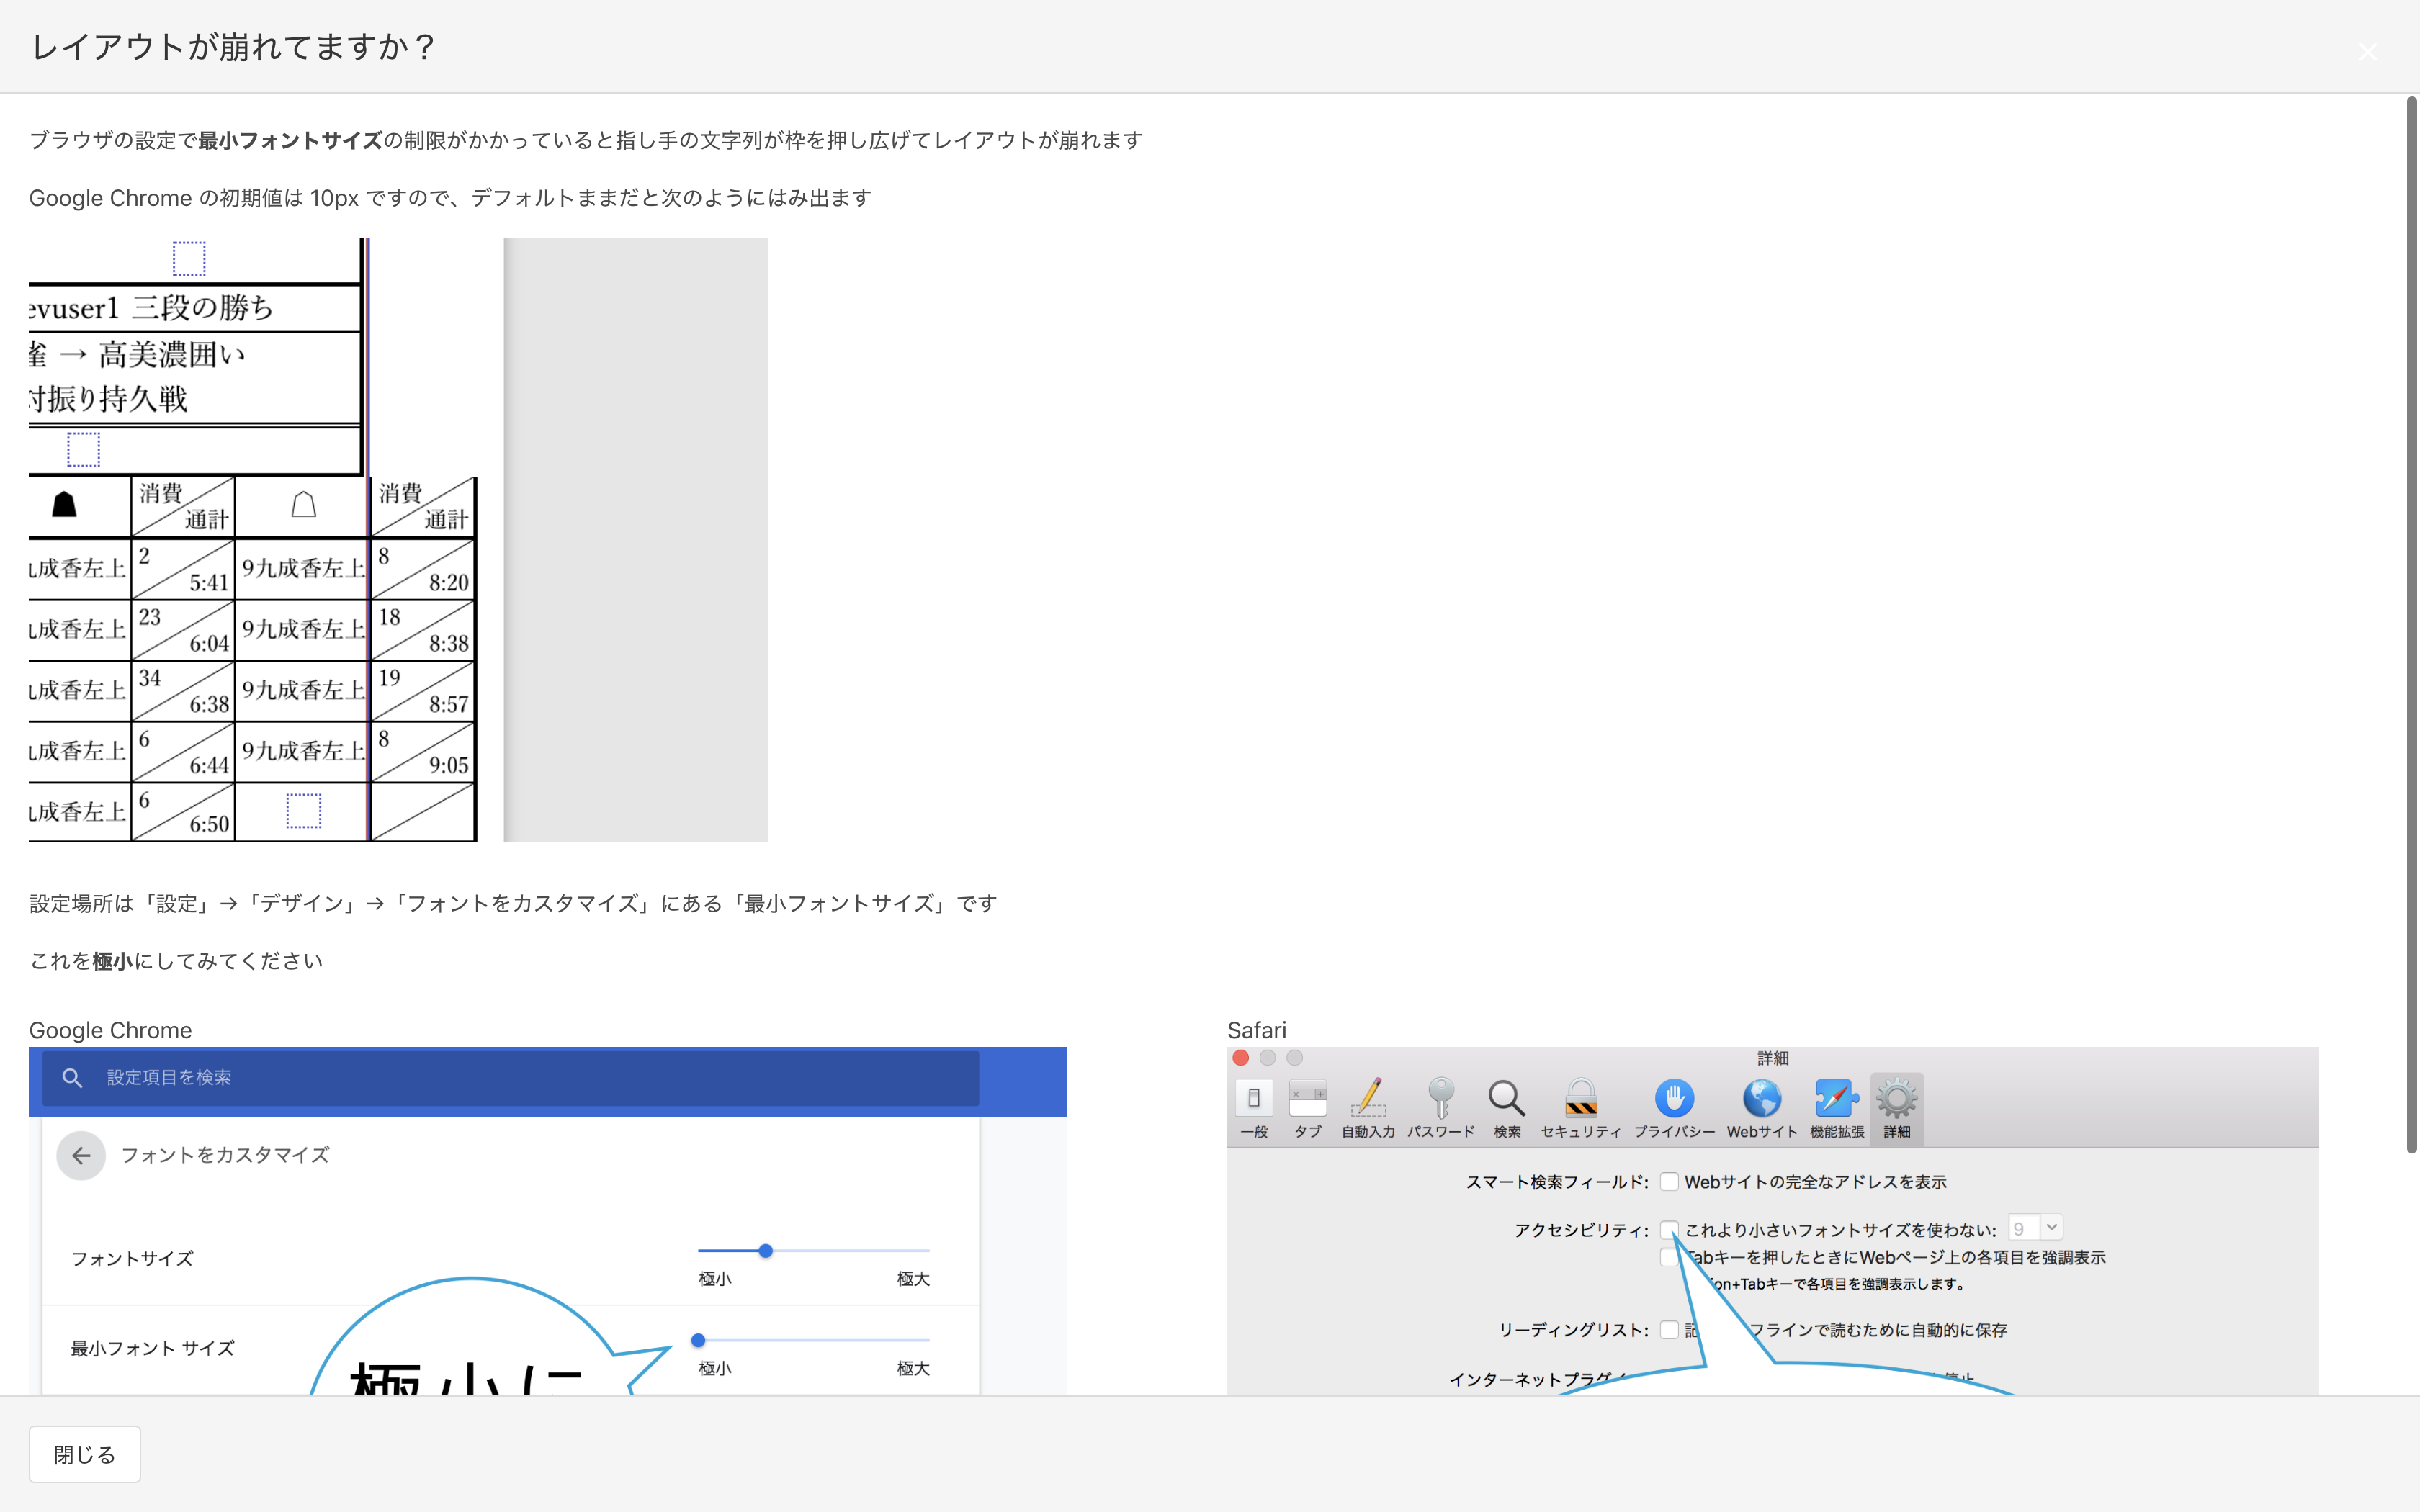 レイアウトが崩れてますか？
ブラウザの設定で最小フォントサイズの制限がかかっていると指し手の文字列が枠を押し広げてレイアウトが崩れます
Google Chrome の初期値は 10px ですので、デフォルトままだと次のようにはみ出ます
evuser1 三段の勝ち
雀 → 高美濃囲い
対振り持久戦
消費 通計 消費 通計
成香左上 2 5:41 9九成香左上 8 8:20
成香左上 23 6:04 9九成香左上 18 8:38
成香左上 34 6:38 9九成香左上 19 8:57
成香左上 6 6:44 9九成香左上 8 9:05
成香左上 6 6:50
設定場所は「設定」→「デザイン」→「フォントをカスタマイズ」にある「最小フォントサイズ」です
これを極小にしてみてください
Google Chrome
設定項目を検索
フォントをカスタマイズ
フォントサイズ
極小 極大
最小フォント サイズ
極小 極大
極小に
Safari
詳細
一般 タブ 自動入力 パスワード 検索 セキュリティ プライバシー Webサイト 機能拡張 詳細
スマート検索フィールド: Webサイトの完全なアドレスを表示
アクセシビリティ: これより小さいフォントサイズを使わない: 9
Tabキーを押したときにWebページ上の各項目を強調表示
on+Tabキーで各項目を強調表示します。
リーディングリスト: 記 フラインで読むために自動的に保存
インターネットプラグイ 停止
閉じる